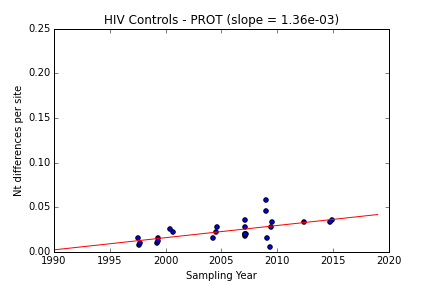 HIV Controls - PROT (slope = 1.36e-03)
0.25
0.20
0.15
0.10
0.05
0.00
Nt differences per site
1990 1995 2000 2005 2010 2015 2020
Sampling Year